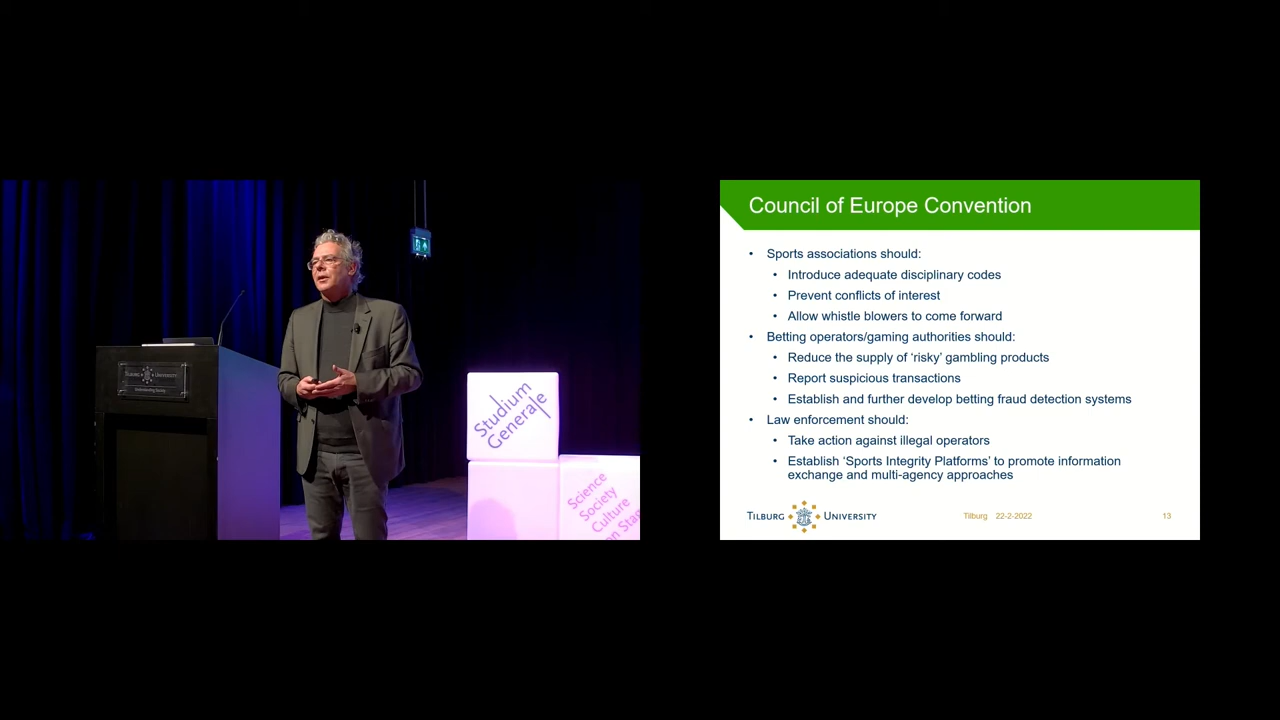 TILBURG UNIVERSITY
Understanding Society
Studium
Generale
Science
Society
Culture
Council of Europe Convention
• Sports associations should:
• Introduce adequate disciplinary codes
• Prevent conflicts of interest
• Allow whistle blowers to come forward
• Betting operators/gaming authorities should:
• Reduce the supply of ‘risky’ gambling products
• Report suspicious transactions
• Establish and further develop betting fraud detection systems
• Law enforcement should:
• Take action against illegal operators
• Establish ‘Sports Integrity Platforms’ to promote information
exchange and multi-agency approaches
TILBURG UNIVERSITY
Tilburg 22-2-2022
13